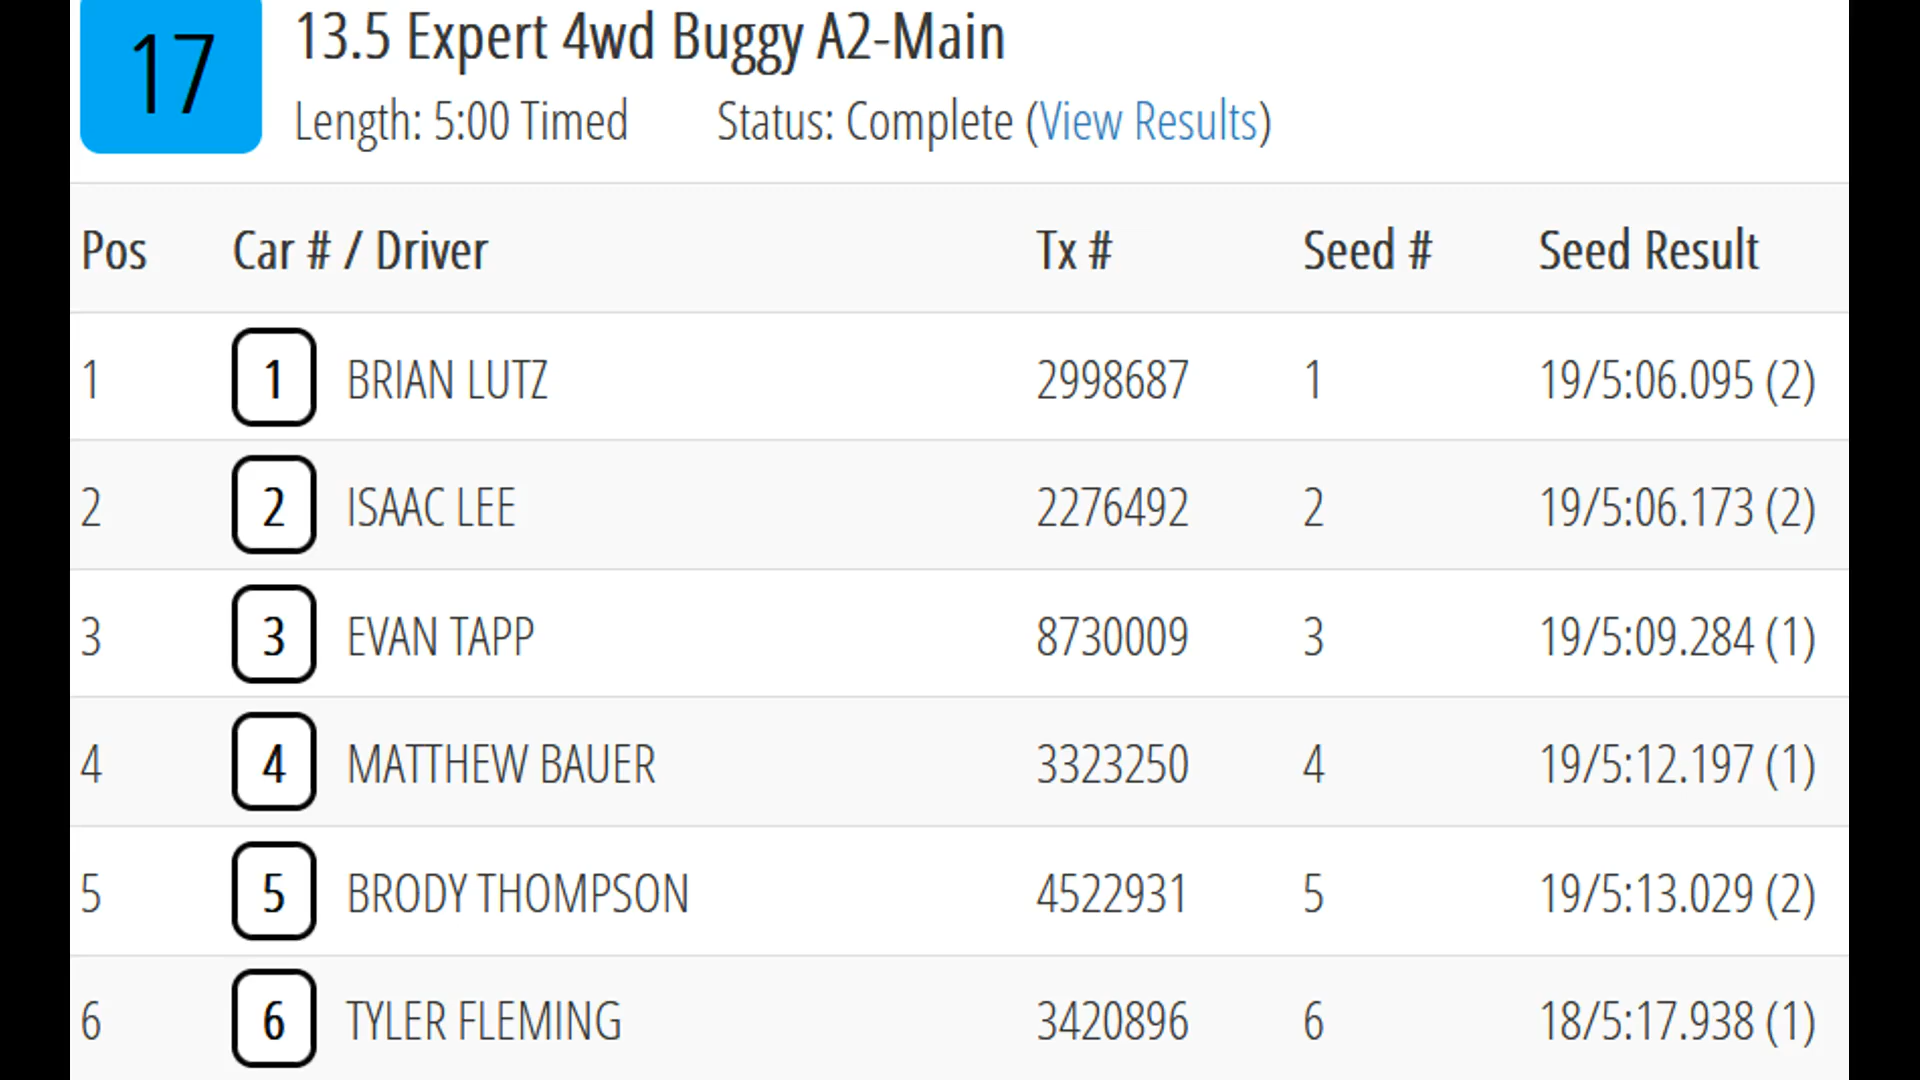 17
13.5 Expert 4wd Buggy A2-Main
Length: 5:00 Timed Status: Complete (View Results)
Pos Car # / Driver Tx # Seed # Seed Result
1 1 BRIAN LUTZ 2998687 1 19/5:06.095 (2)
2 2 ISAAC LEE 2276492 2 19/5:06.173 (2)
3 3 EVAN TAPP 8730009 3 19/5:09.284 (1)
4 4 MATTHEW BAUER 3323250 4 19/5:12.197 (1)
5 5 BRODY THOMPSON 4522931 5 19/5:13.029 (2)
6 6 TYLER FLEMING 3420896 6 18/5:17.938 (1)